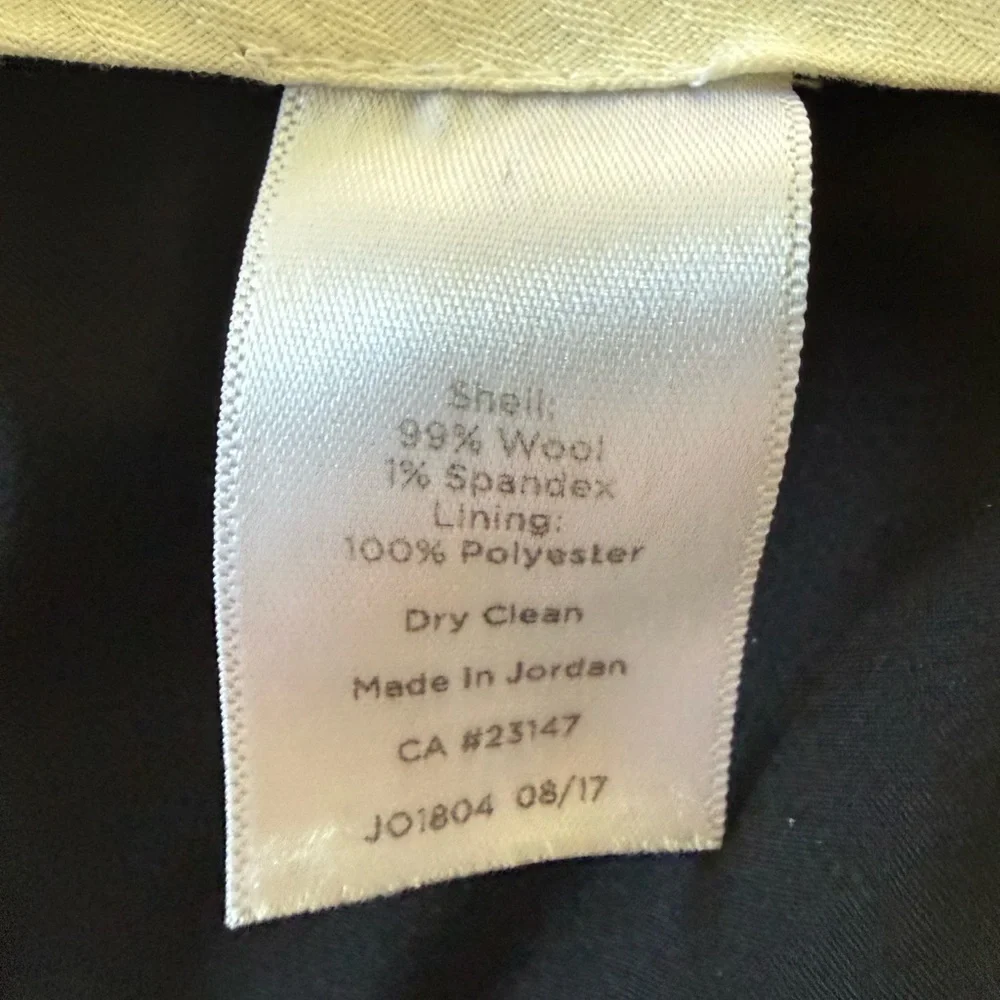 Shell:
99% Wool
1% Spandex
Lining:
100% Polyester
Dry Clean
Made In Jordan
CA #23147
JO1804 08/17